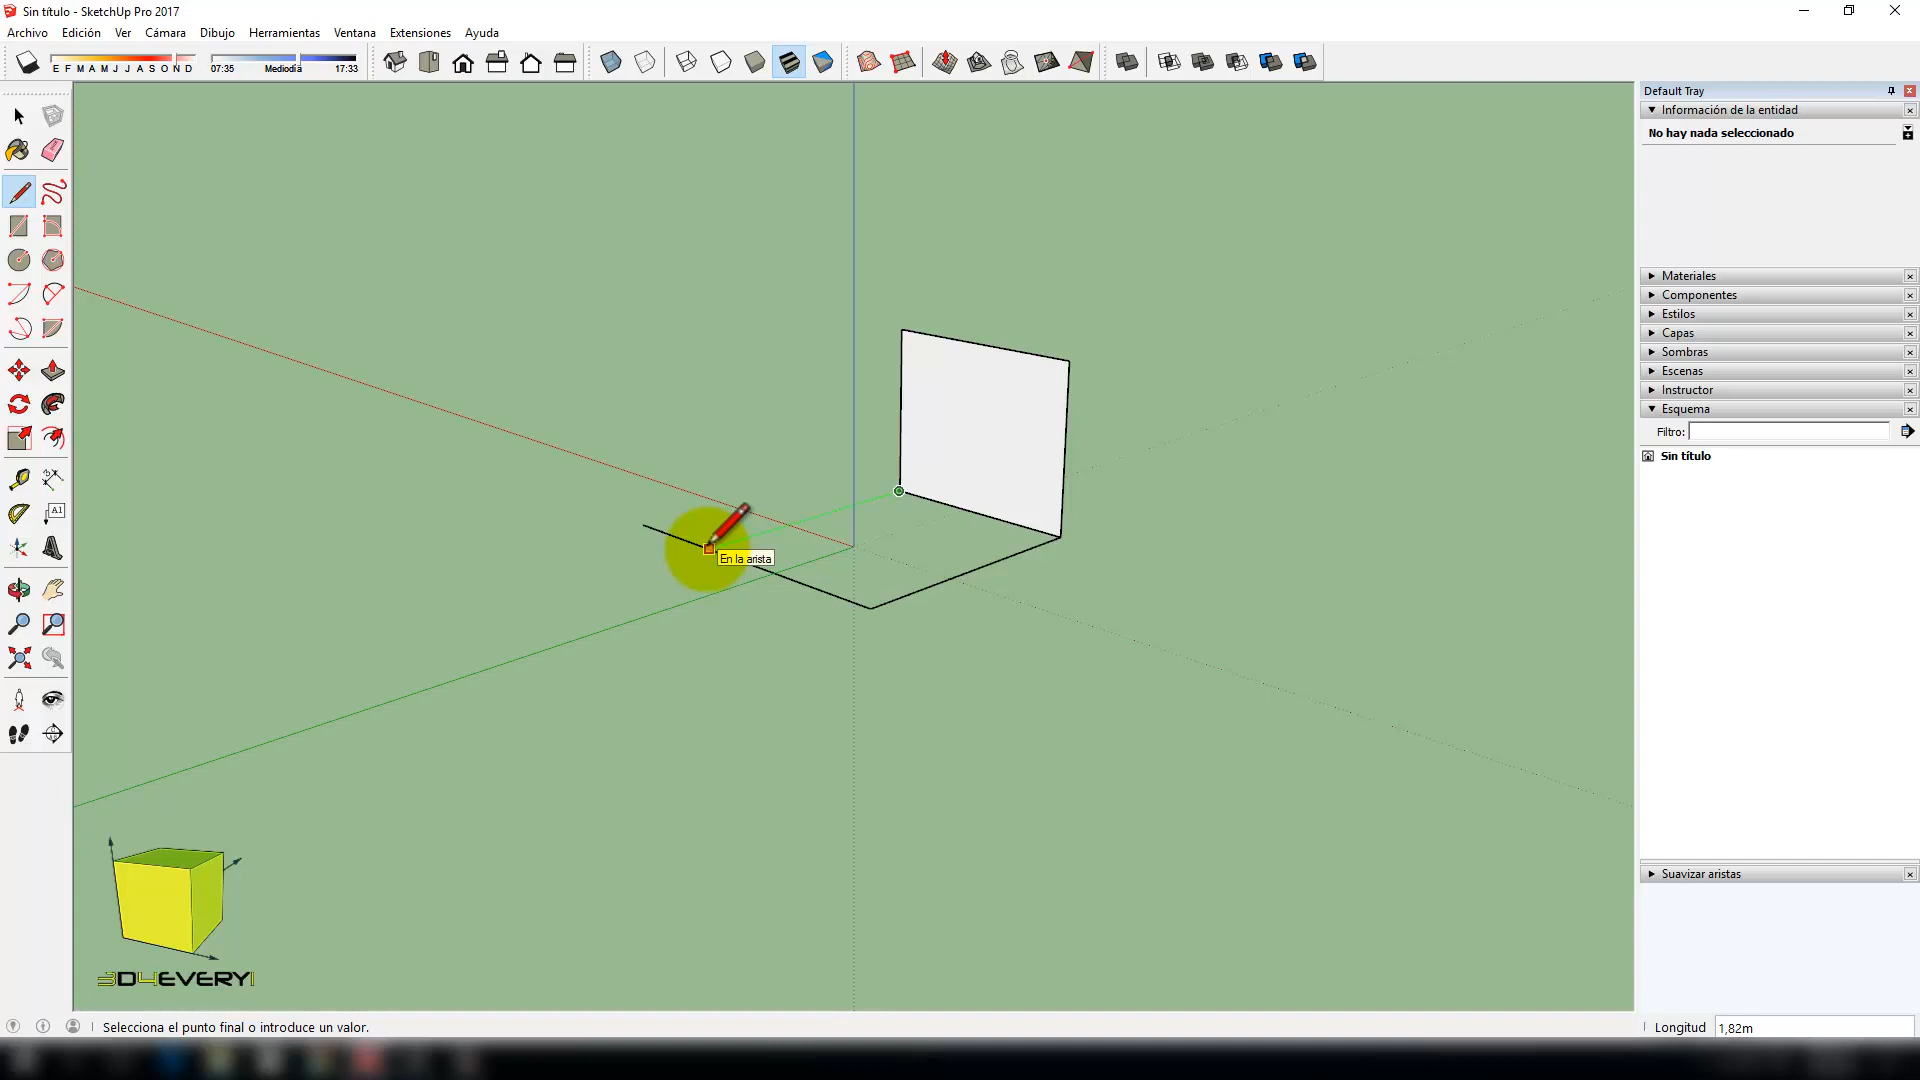 Sin título - SketchUp Pro 2017
Archivo Edición Ver Cámara Dibujo Herramientas Ventana Extensiones Ayuda
E F M A M J J A S O N D 07:35 Mediodía 17:33
Default Tray
Información de la entidad
No hay nada seleccionado
A1
Materiales
Componentes
Estilos
Capas
Sombras
Escenas
Instructor
Esquema
Filtro:
Sin título
En la arista
Suavizar aristas
3D4EVERY1
Selecciona el punto final o introduce un valor.
Longitud 1,82m